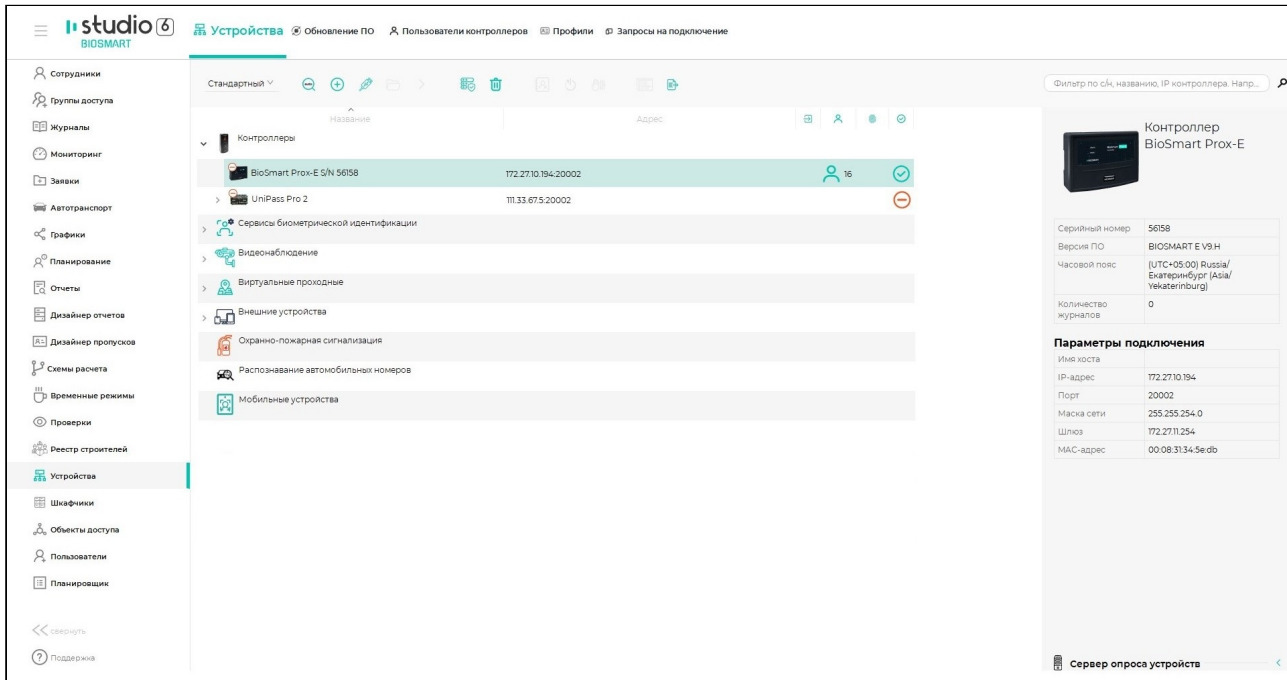 studio 6
BIOSMART
Устройства
Обновление ПО
Пользователи контроллеров
Профили
Запросы на подключение
Сотрудники
Группы доступа
Журналы
Мониторинг
Заявки
Автотранспорт
Графики
Планирование
Отчеты
Дизайнер отчетов
Дизайнер пропусков
Схемы расчета
Временные режимы
Проверки
Реестр строителей
Устройства
Шкафчики
Объекты доступа
Пользователи
Планировщик
свернуть
Поддержка
Стандартный
Название Адрес
Контроллеры
BioSmart Prox-E S/N 56158 172.27.10.194:20002 16
UniPass Pro 2 111.33.67.5:20002
Сервисы биометрической идентификации
Видеонаблюдение
Виртуальные проходные
Внешние устройства
Охранно-пожарная сигнализация
Распознавание автомобильных номеров
Мобильные устройства
Фильтр по с/н, названию, IP контроллера. Напр...
Контроллер
BioSmart Prox-E
Серийный номер 56158
Версия ПО BIOSMART E V9.H
Часовой пояс (UTC+05:00) Russia/
Екатеринбург (Asia/
Yekaterinburg)
Количество 0
журналов
Параметры подключения
Имя хоста
IP-адрес 172.27.10.194
Порт 20002
Маска сети 255.255.254.0
Шлюз 172.27.11.254
MAC-адрес 00:08:31:34:5e:db
Сервер опроса устройств